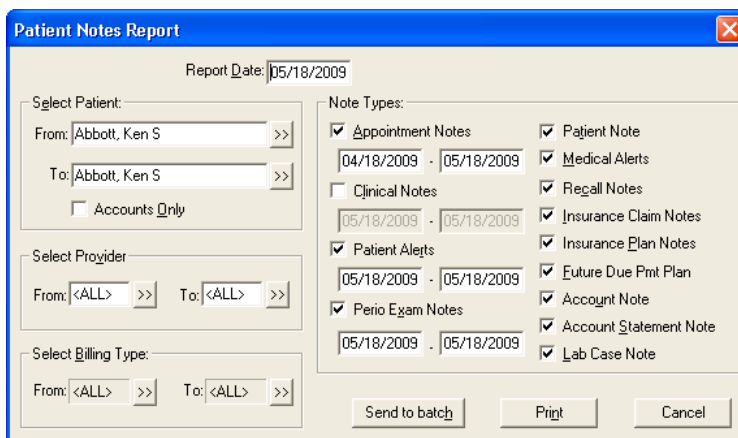 Patient Notes Report
Report Date: 05/18/2009
Select Patient:
From: Abbott, Ken S >>
To: Abbott, Ken S >>
Accounts Only
Select Provider
From: <ALL> >> To: <ALL> >>
Select Billing Type:
From: <ALL> >> To: <ALL> >>
Note Types:
Appointment Notes
04/18/2009 - 05/18/2009
Clinical Notes
05/18/2009 - 05/18/2009
Patient Alerts
05/18/2009 - 05/18/2009
Perio Exam Notes
05/18/2009 - 05/18/2009
Patient Note
Medical Alerts
Recall Notes
Insurance Claim Notes
Insurance Plan Notes
Future Due Pmt Plan
Account Note
Account Statement Note
Lab Case Note
Send to batch Print Cancel